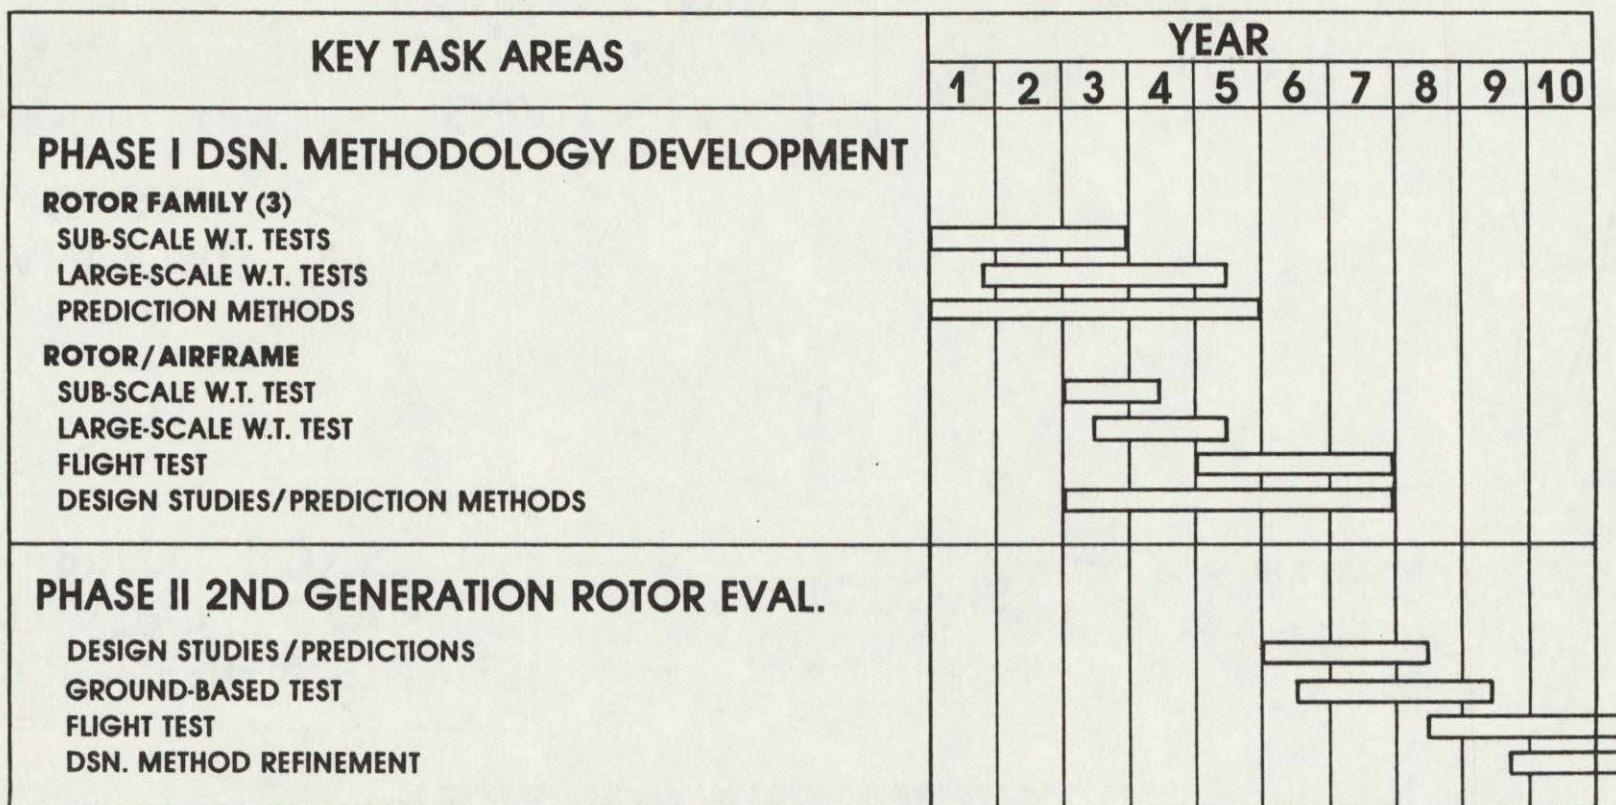 KEY TASK AREAS
YEAR
1 2 3 4 5 6 7 8 9 10
PHASE I DSN. METHODOLOGY DEVELOPMENT
ROTOR FAMILY (3)
SUB-SCALE W.T. TESTS
LARGE-SCALE W.T. TESTS
PREDICTION METHODS
ROTOR/AIRFRAME
SUB-SCALE W.T. TEST
LARGE-SCALE W.T. TEST
FLIGHT TEST
DESIGN STUDIES/PREDICTION METHODS
PHASE II 2ND GENERATION ROTOR EVAL.
DESIGN STUDIES/PREDICTIONS
GROUND-BASED TEST
FLIGHT TEST
DSN. METHOD REFINEMENT